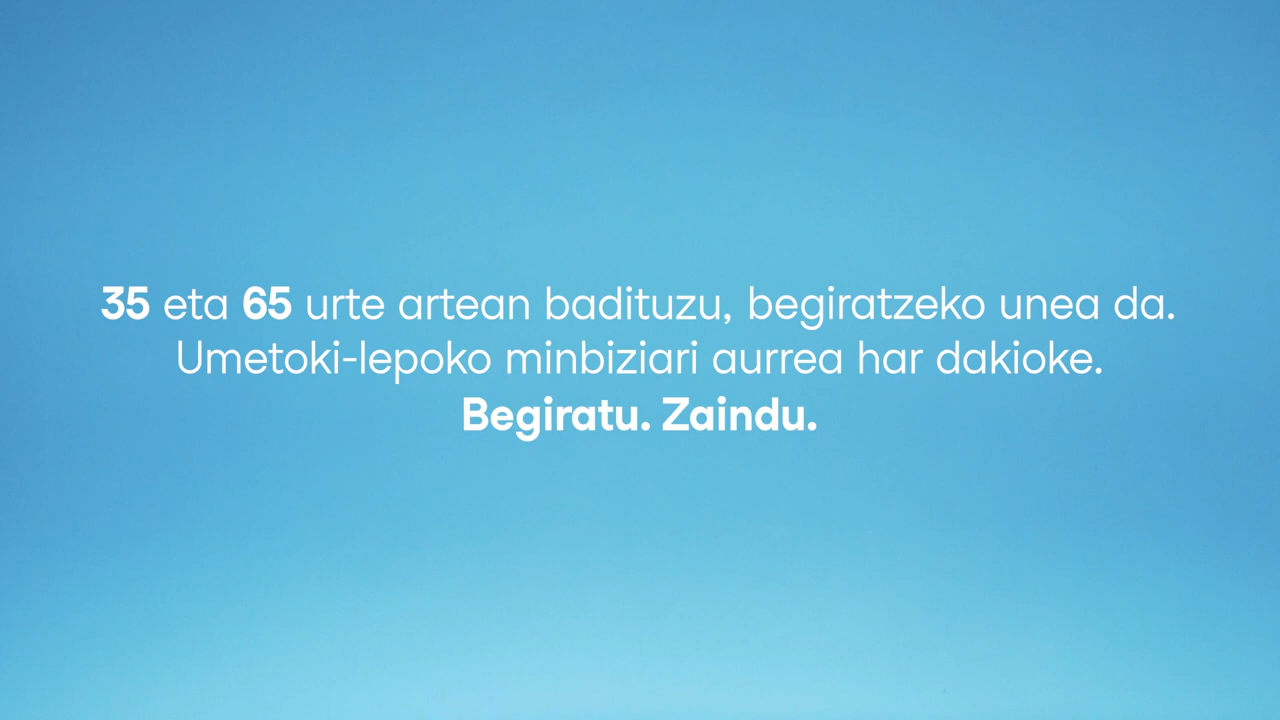 35 eta 65 urte artean badituzu, begiratzeko unea da.
Umetoki-lepoko minbiziari aurrea har dakioke.
Begiratu. Zaindu.